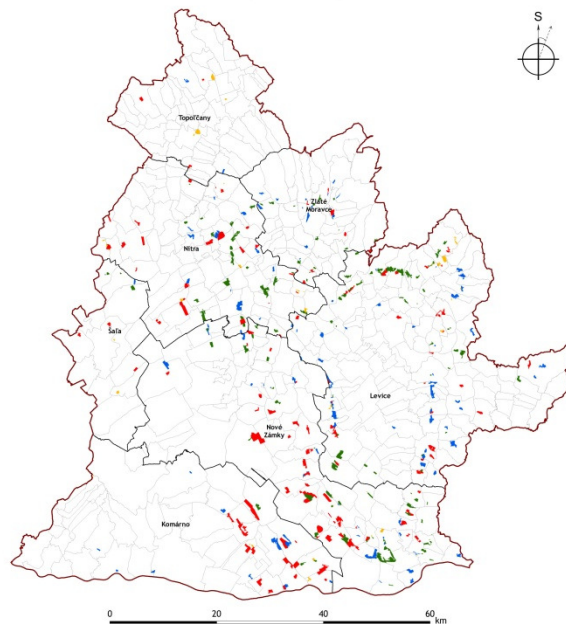 S
Topoľčany
Zlaté
Moravce
Nitra
Šaľa
Levice
Nové
Zámky
Komárno
0 20 40 60
km